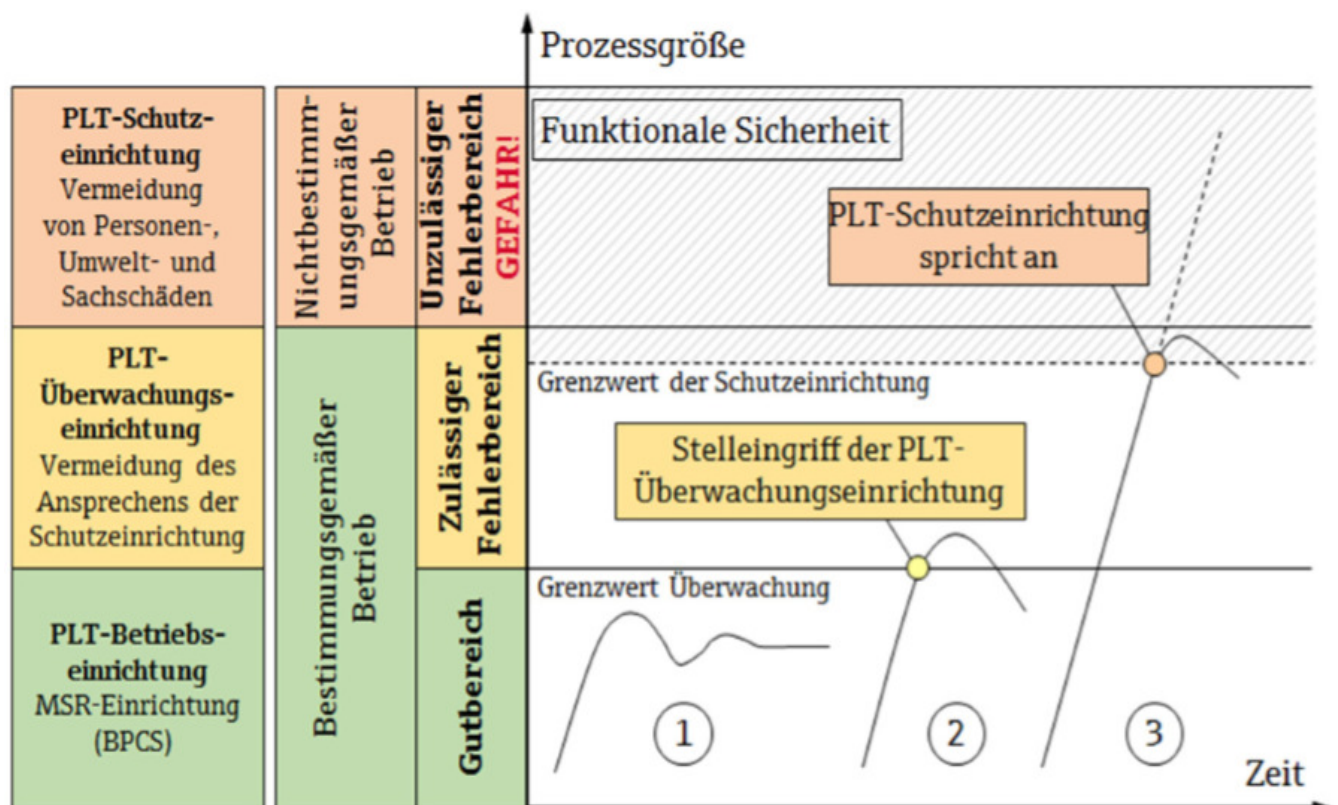 Prozessgröße
PLT-Schutz-
einrichtung
Vermeidung
von Personen-,
Umwelt- und
Sachschäden
Nichtbestimm-
ungsgemäßer
Betrieb
Unzulässiger
Fehlerbereich
GEFAHR!
Funktionale Sicherheit
PLT-Schutzeinrichtung
spricht an
PLT-
Überwachungs-
einrichtung
Vermeidung des
Ansprechens der
Schutzeinrichtung
Bestimmungsgemäßer
Betrieb
Zulässiger
Fehlerbereich
Grenzwert der Schutzeinrichtung
Stelleingriff der PLT-
Überwachungseinrichtung
Grenzwert Überwachung
PLT-Betriebs-
einrichtung
MSR-Einrichtung
(BPCS)
Gutbereich
1
2
3
Zeit